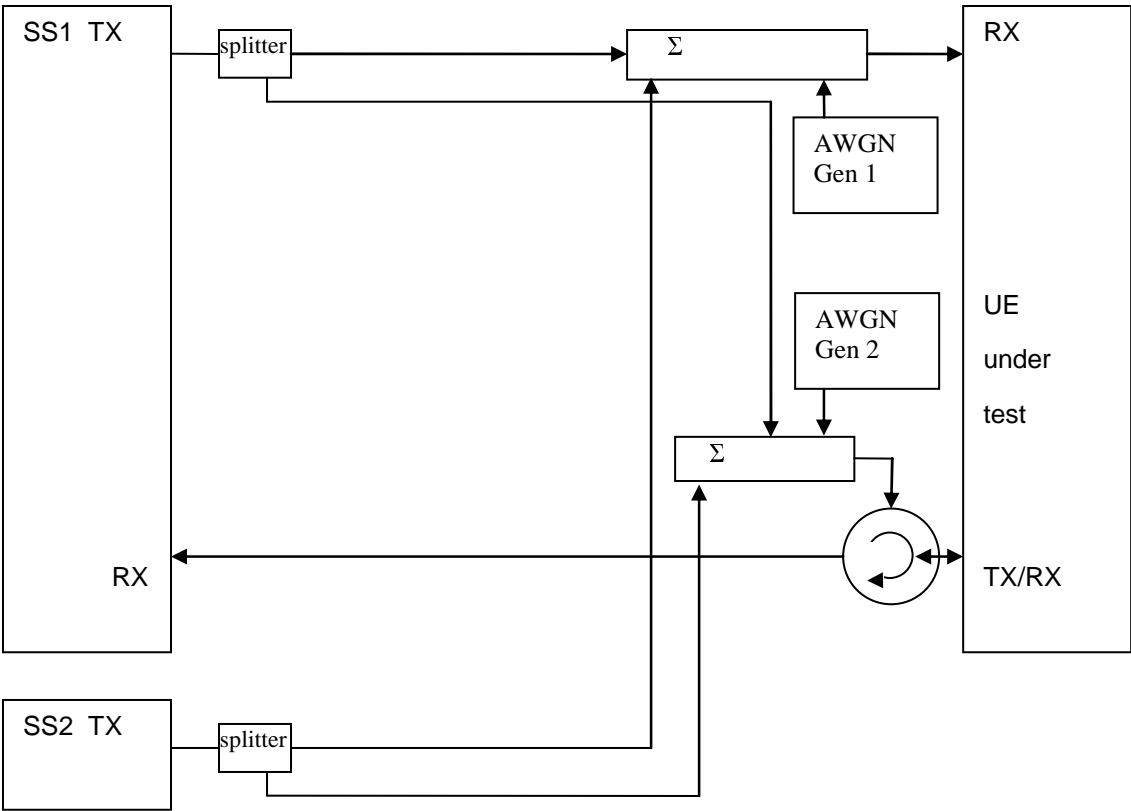 SS1 TX
splitter
Σ
RX
AWGN
Gen 1
AWGN
Gen 2
UE
under
test
Σ
RX
TX/RX
SS2 TX
splitter